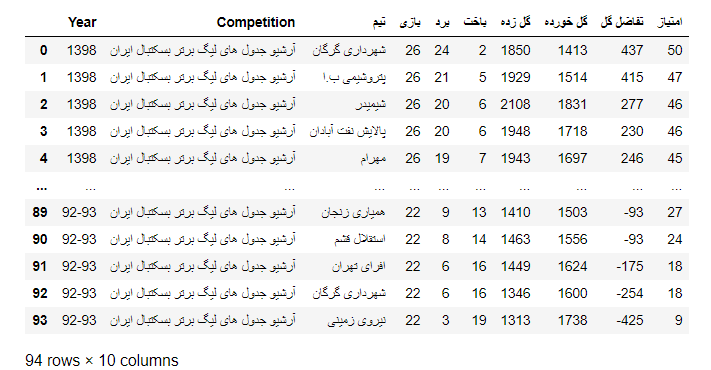 Year Competition تیم بازی برد باخت گل زده گل خورده تفاضل گل امتیاز
0 1398 آرشیو جدول های لیگ برتر بسکتبال ایران شهرداری گرگان 26 24 2 1850 1413 437 50
1 1398 آرشیو جدول های لیگ برتر بسکتبال ایران پتروشیمی ب.ا 26 21 5 1929 1514 415 47
2 1398 آرشیو جدول های لیگ برتر بسکتبال ایران شیمیدر 26 20 6 2108 1831 277 46
3 1398 آرشیو جدول های لیگ برتر بسکتبال ایران پالایش نفت آبادان 26 20 6 1948 1718 230 46
4 1398 آرشیو جدول های لیگ برتر بسکتبال ایران مهرام 26 19 7 1943 1697 246 45
... ... ... ... ... ... ... ... ... ... ...
89 92-93 آرشیو جدول های لیگ برتر بسکتبال ایران همیاری زنجان 22 9 13 1410 1503 -93 27
90 92-93 آرشیو جدول های لیگ برتر بسکتبال ایران استقلال قشم 22 8 14 1463 1556 -93 24
91 92-93 آرشیو جدول های لیگ برتر بسکتبال ایران افرای تهران 22 6 16 1449 1624 -175 18
92 92-93 آرشیو جدول های لیگ برتر بسکتبال ایران شهرداری گرگان 22 6 16 1346 1600 -254 18
93 92-93 آرشیو جدول های لیگ برتر بسکتبال ایران نیروی زمینی 22 3 19 1313 1738 -425 9
94 rows × 10 columns